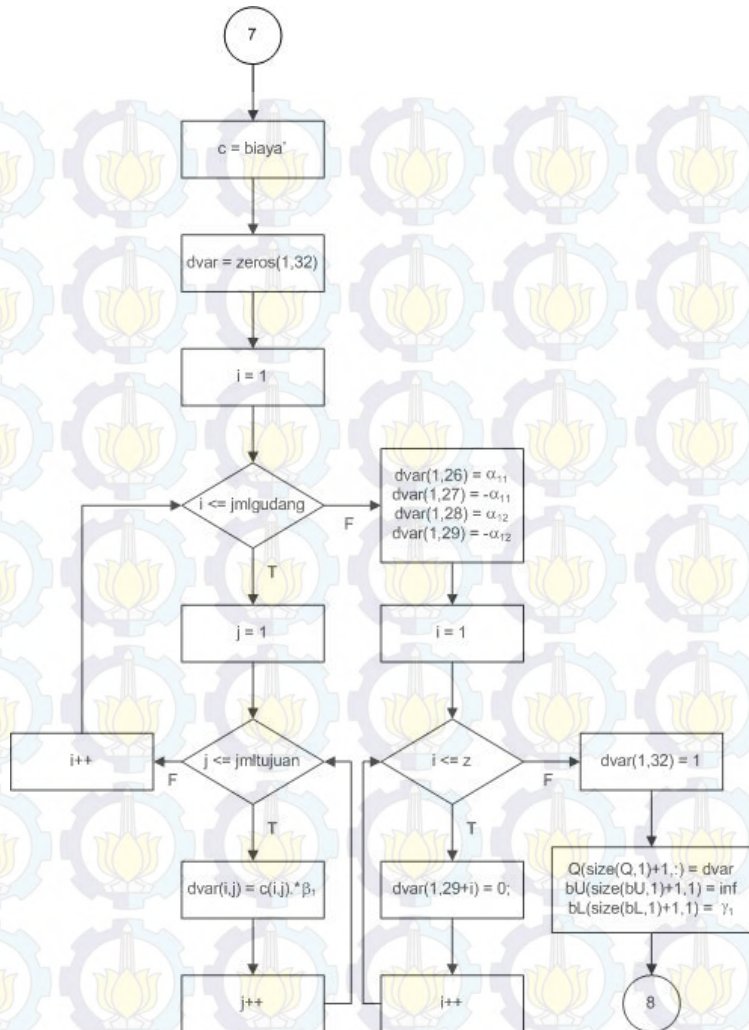 7
c = biaya'
dvar = zeros(1,32)
i = 1
i <= jmlgudang
F
T
dvar(1,26) = α₁₁
dvar(1,27) = -α₁₁
dvar(1,28) = α₁₂
dvar(1,29) = -α₁₂
j = 1
i = 1
i++
F
j <= jmltujuan
T
i <= z
F
T
dvar(1,32) = 1
dvar(i,j) = c(i,j).*β₁
dvar(1,29+i) = 0;
Q(size(Q,1)+1,:) = dvar
bU(size(bU,1)+1,1) = inf
bL(size(bL,1)+1,1) = γ₁
j++
i++
8